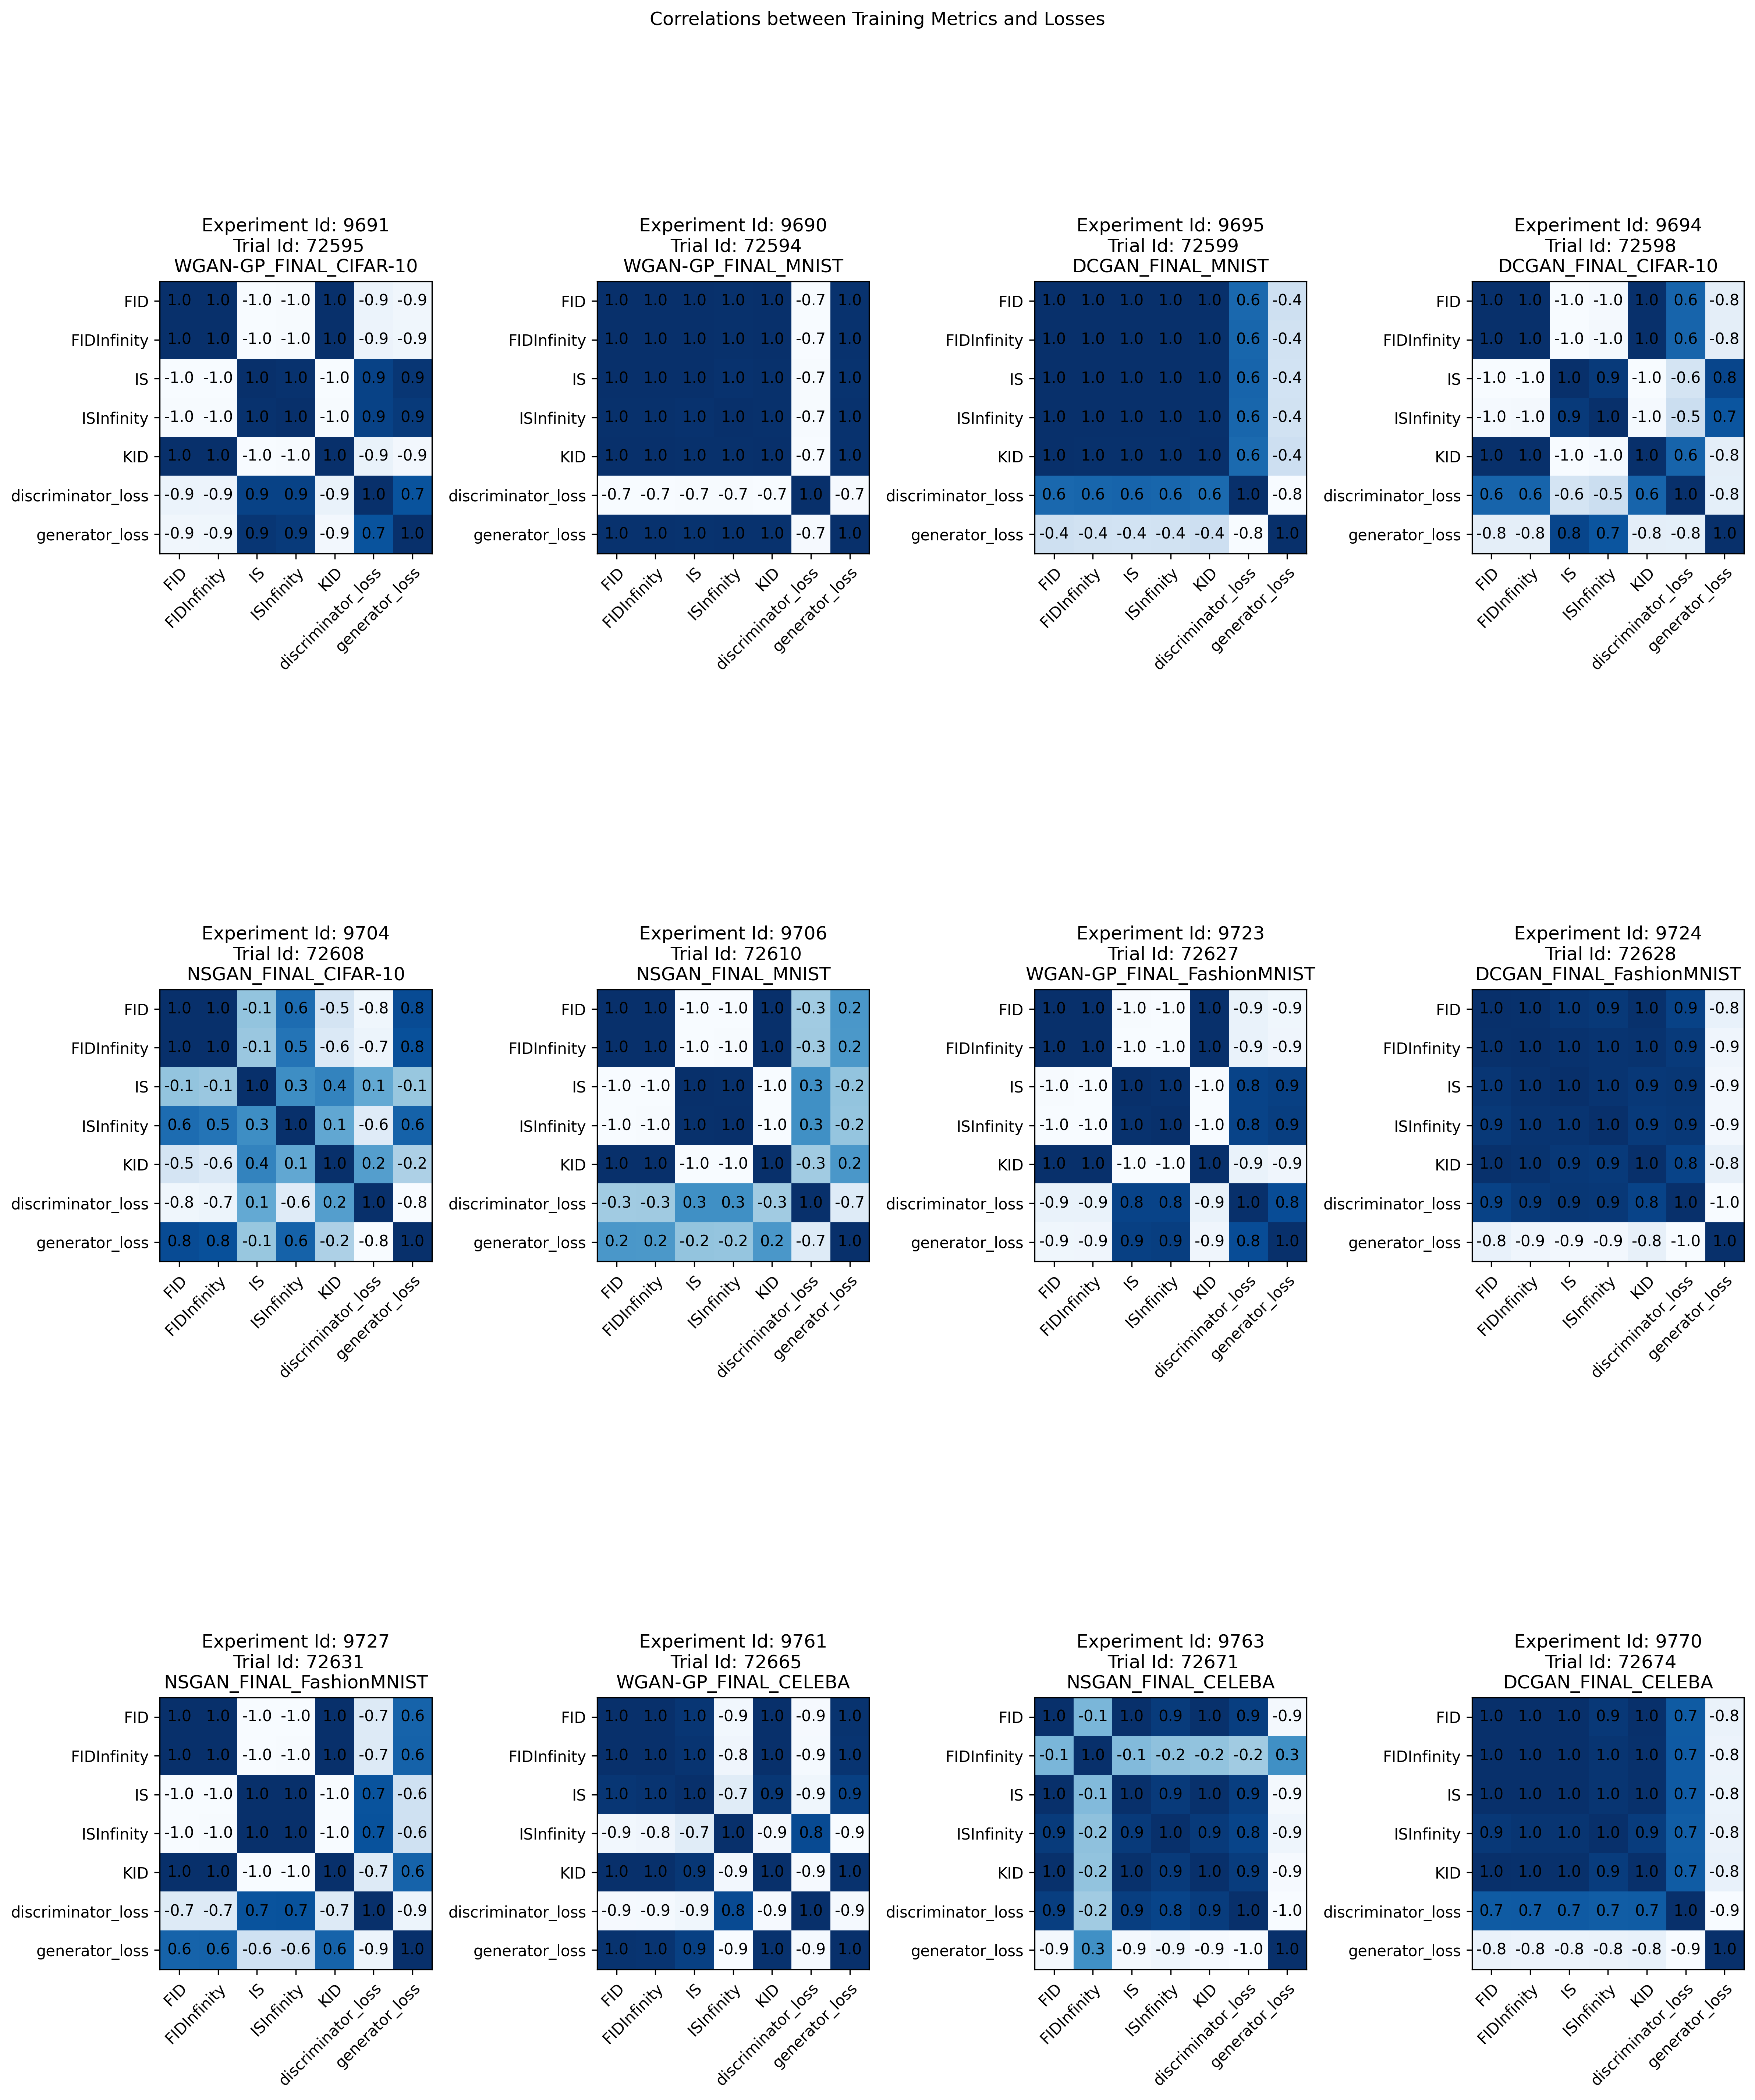 Correlations between Training Metrics and Losses
Experiment Id: 9691
Trial Id: 72595
WGAN-GP_FINAL_CIFAR-10
FID 1.0 1.0 -1.0 -1.0 1.0 -0.9 -0.9
FIDInfinity 1.0 1.0 -1.0 -1.0 1.0 -0.9 -0.9
IS -1.0 -1.0 1.0 1.0 -1.0 0.9 0.9
ISInfinity -1.0 -1.0 1.0 1.0 -1.0 0.9 0.9
KID 1.0 1.0 -1.0 -1.0 1.0 -0.9 -0.9
discriminator_loss -0.9 -0.9 0.9 0.9 -0.9 1.0 0.7
generator_loss -0.9 -0.9 0.9 0.9 -0.9 0.7 1.0
FID FIDInfinity IS ISInfinity KID discriminator_loss generator_loss
Experiment Id: 9690
Trial Id: 72594
WGAN-GP_FINAL_MNIST
FID 1.0 1.0 1.0 1.0 1.0 -0.7 1.0
FIDInfinity 1.0 1.0 1.0 1.0 1.0 -0.7 1.0
IS 1.0 1.0 1.0 1.0 1.0 -0.7 1.0
ISInfinity 1.0 1.0 1.0 1.0 1.0 -0.7 1.0
KID 1.0 1.0 1.0 1.0 1.0 -0.7 1.0
discriminator_loss -0.7 -0.7 -0.7 -0.7 -0.7 1.0 -0.7
generator_loss 1.0 1.0 1.0 1.0 1.0 -0.7 1.0
FID FIDInfinity IS ISInfinity KID discriminator_loss generator_loss
Experiment Id: 9695
Trial Id: 72599
DCGAN_FINAL_MNIST
FID 1.0 1.0 1.0 1.0 1.0 0.6 -0.4
FIDInfinity 1.0 1.0 1.0 1.0 1.0 0.6 -0.4
IS 1.0 1.0 1.0 1.0 1.0 0.6 -0.4
ISInfinity 1.0 1.0 1.0 1.0 1.0 0.6 -0.4
KID 1.0 1.0 1.0 1.0 1.0 0.6 -0.4
discriminator_loss 0.6 0.6 0.6 0.6 0.6 1.0 -0.8
generator_loss -0.4 -0.4 -0.4 -0.4 -0.4 -0.8 1.0
FID FIDInfinity IS ISInfinity KID discriminator_loss generator_loss
Experiment Id: 9694
Trial Id: 72598
DCGAN_FINAL_CIFAR-10
FID 1.0 1.0 -1.0 -1.0 1.0 0.6 -0.8
FIDInfinity 1.0 1.0 -1.0 -1.0 1.0 0.6 -0.8
IS -1.0 -1.0 1.0 0.9 -1.0 -0.6 0.8
ISInfinity -1.0 -1.0 0.9 1.0 -1.0 -0.5 0.7
KID 1.0 1.0 -1.0 -1.0 1.0 0.6 -0.8
discriminator_loss 0.6 0.6 -0.6 -0.5 0.6 1.0 -0.8
generator_loss -0.8 -0.8 0.8 0.7 -0.8 -0.8 1.0
FID FIDInfinity IS ISInfinity KID discriminator_loss generator_loss
Experiment Id: 9704
Trial Id: 72608
NSGAN_FINAL_CIFAR-10
FID 1.0 1.0 -0.1 0.6 -0.5 -0.8 0.8
FIDInfinity 1.0 1.0 -0.1 0.5 -0.6 -0.7 0.8
IS -0.1 -0.1 1.0 0.3 0.4 0.1 -0.1
ISInfinity 0.6 0.5 0.3 1.0 0.1 -0.6 0.6
KID -0.5 -0.6 0.4 0.1 1.0 0.2 -0.2
discriminator_loss -0.8 -0.7 0.1 -0.6 0.2 1.0 -0.8
generator_loss 0.8 0.8 -0.1 0.6 -0.2 -0.8 1.0
FID FIDInfinity IS ISInfinity KID discriminator_loss generator_loss
Experiment Id: 9706
Trial Id: 72610
NSGAN_FINAL_MNIST
FID 1.0 1.0 -1.0 -1.0 1.0 -0.3 0.2
FIDInfinity 1.0 1.0 -1.0 -1.0 1.0 -0.3 0.2
IS -1.0 -1.0 1.0 1.0 -1.0 0.3 -0.2
ISInfinity -1.0 -1.0 1.0 1.0 -1.0 0.3 -0.2
KID 1.0 1.0 -1.0 -1.0 1.0 -0.3 0.2
discriminator_loss -0.3 -0.3 0.3 0.3 -0.3 1.0 -0.7
generator_loss 0.2 0.2 -0.2 -0.2 0.2 -0.7 1.0
FID FIDInfinity IS ISInfinity KID discriminator_loss generator_loss
Experiment Id: 9723
Trial Id: 72627
WGAN-GP_FINAL_FashionMNIST
FID 1.0 1.0 -1.0 -1.0 1.0 -0.9 -0.9
FIDInfinity 1.0 1.0 -1.0 -1.0 1.0 -0.9 -0.9
IS -1.0 -1.0 1.0 1.0 -1.0 0.8 0.9
ISInfinity -1.0 -1.0 1.0 1.0 -1.0 0.8 0.9
KID 1.0 1.0 -1.0 -1.0 1.0 -0.9 -0.9
discriminator_loss -0.9 -0.9 0.8 0.8 -0.9 1.0 0.8
generator_loss -0.9 -0.9 0.9 0.9 -0.9 0.8 1.0
FID FIDInfinity IS ISInfinity KID discriminator_loss generator_loss
Experiment Id: 9724
Trial Id: 72628
DCGAN_FINAL_FashionMNIST
FID 1.0 1.0 1.0 0.9 1.0 0.9 -0.8
FIDInfinity 1.0 1.0 1.0 1.0 1.0 0.9 -0.9
IS 1.0 1.0 1.0 1.0 0.9 0.9 -0.9
ISInfinity 0.9 1.0 1.0 1.0 0.9 0.9 -0.9
KID 1.0 1.0 0.9 0.9 1.0 0.8 -0.8
discriminator_loss 0.9 0.9 0.9 0.9 0.8 1.0 -1.0
generator_loss -0.8 -0.9 -0.9 -0.9 -0.8 -1.0 1.0
FID FIDInfinity IS ISInfinity KID discriminator_loss generator_loss
Experiment Id: 9727
Trial Id: 72631
NSGAN_FINAL_FashionMNIST
FID 1.0 1.0 -1.0 -1.0 1.0 -0.7 0.6
FIDInfinity 1.0 1.0 -1.0 -1.0 1.0 -0.7 0.6
IS -1.0 -1.0 1.0 1.0 -1.0 0.7 -0.6
ISInfinity -1.0 -1.0 1.0 1.0 -1.0 0.7 -0.6
KID 1.0 1.0 -1.0 -1.0 1.0 -0.7 0.6
discriminator_loss -0.7 -0.7 0.7 0.7 -0.7 1.0 -0.9
generator_loss 0.6 0.6 -0.6 -0.6 0.6 -0.9 1.0
FID FIDInfinity IS ISInfinity KID discriminator_loss generator_loss
Experiment Id: 9761
Trial Id: 72665
WGAN-GP_FINAL_CELEBA
FID 1.0 1.0 1.0 -0.9 1.0 -0.9 1.0
FIDInfinity 1.0 1.0 1.0 -0.8 1.0 -0.9 1.0
IS 1.0 1.0 1.0 -0.7 0.9 -0.9 0.9
ISInfinity -0.9 -0.8 -0.7 1.0 -0.9 0.8 -0.9
KID 1.0 1.0 0.9 -0.9 1.0 -0.9 1.0
discriminator_loss -0.9 -0.9 -0.9 0.8 -0.9 1.0 -0.9
generator_loss 1.0 1.0 0.9 -0.9 1.0 -0.9 1.0
FID FIDInfinity IS ISInfinity KID discriminator_loss generator_loss
Experiment Id: 9763
Trial Id: 72671
NSGAN_FINAL_CELEBA
FID 1.0 -0.1 1.0 0.9 1.0 0.9 -0.9
FIDInfinity -0.1 1.0 -0.1 -0.2 -0.2 -0.2 0.3
IS 1.0 -0.1 1.0 0.9 1.0 0.9 -0.9
ISInfinity 0.9 -0.2 0.9 1.0 0.9 0.8 -0.9
KID 1.0 -0.2 1.0 0.9 1.0 0.9 -0.9
discriminator_loss 0.9 -0.2 0.9 0.8 0.9 1.0 -1.0
generator_loss -0.9 0.3 -0.9 -0.9 -0.9 -1.0 1.0
FID FIDInfinity IS ISInfinity KID discriminator_loss generator_loss
Experiment Id: 9770
Trial Id: 72674
DCGAN_FINAL_CELEBA
FID 1.0 1.0 1.0 0.9 1.0 0.7 -0.8
FIDInfinity 1.0 1.0 1.0 1.0 1.0 0.7 -0.8
IS 1.0 1.0 1.0 1.0 1.0 0.7 -0.8
ISInfinity 0.9 1.0 1.0 1.0 0.9 0.7 -0.8
KID 1.0 1.0 1.0 0.9 1.0 0.7 -0.8
discriminator_loss 0.7 0.7 0.7 0.7 0.7 1.0 -0.9
generator_loss -0.8 -0.8 -0.8 -0.8 -0.8 -0.9 1.0
FID FIDInfinity IS ISInfinity KID discriminator_loss generator_loss